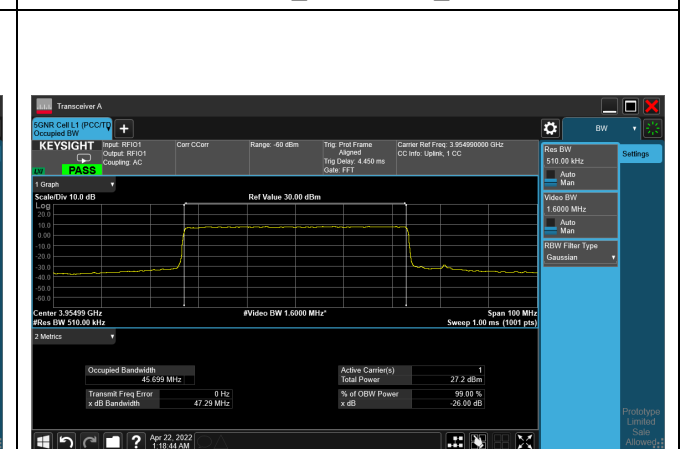 Transceiver A
5GNR Cell L1 (PCC/TD
Occupied BW
KEYSIGHT
Input: RFIO1
Output: RFIO1
Coupling: AC
Corr CCorr
Range: -60 dBm
Trig: Prot Frame
Aligned
Trig Delay: 4.450 ms
Gate: FFT
Carrier Ref Freq: 3.954990000 GHz
CC Info: Uplink, 1 CC
PASS
BW
Settings
Res BW
510.00 kHz
Auto
Man
Video BW
1.6000 MHz
Auto
Man
RBW Filter Type
Gaussian
1 Graph
Scale/Div 10.0 dB
Ref Value 30.00 dBm
Log
20.0
10.0
0.00
-10.0
-20.0
-30.0
-40.0
-50.0
-60.0
Center 3.95499 GHz
#Video BW 1.6000 MHz*
Span 100 MHz
#Res BW 510.00 kHz
Sweep 1.00 ms (1001 pts)
2 Metrics
Occupied Bandwidth
45.699 MHz
Active Carrier(s) 1
Total Power 27.2 dBm
Transmit Freq Error 0 Hz
x dB Bandwidth 47.29 MHz
% of OBW Power 99.00 %
x dB -26.00 dB
Prototype
Limited
Sale
Allowed
Apr 22, 2022
1:18:44 AM